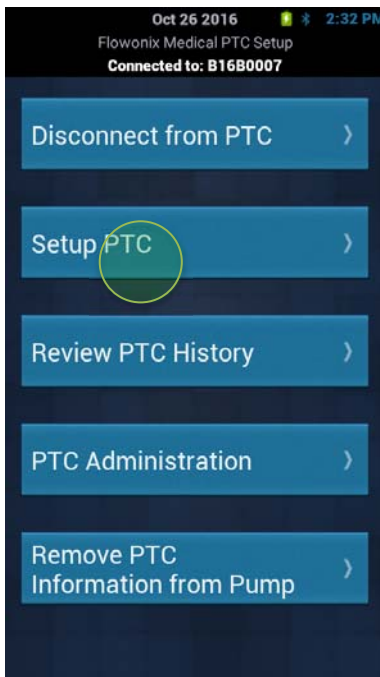 Oct 26 2016 2:32 PM
Flowonix Medical PTC Setup
Connected to: B16B0007
Disconnect from PTC
Setup PTC
Review PTC History
PTC Administration
Remove PTC
Information from Pump